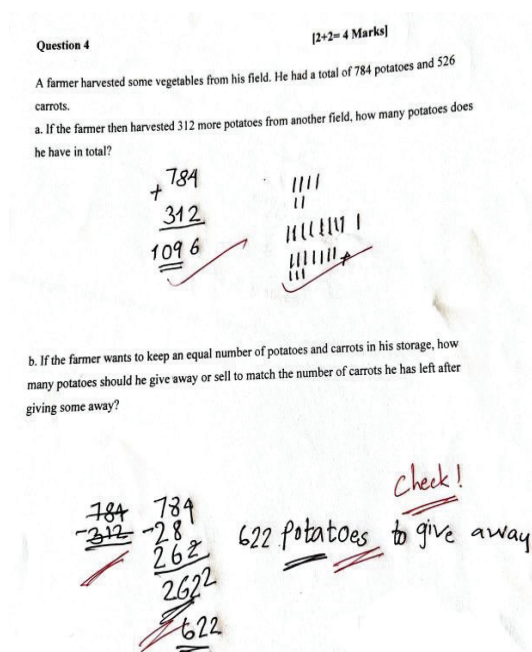 Question 4
[2+2= 4 Marks]
A farmer harvested some vegetables from his field. He had a total of 784 potatoes and 526
carrots.
a. If the farmer then harvested 312 more potatoes from another field, how many potatoes does
he have in total?
784
+
312
1096
b. If the farmer wants to keep an equal number of potatoes and carrots in his storage, how
many potatoes should he give away or sell to match the number of carrots he has left after
giving some away?
Check!
784
-312
784
-28
262
2622
622
622 potatoes to give away